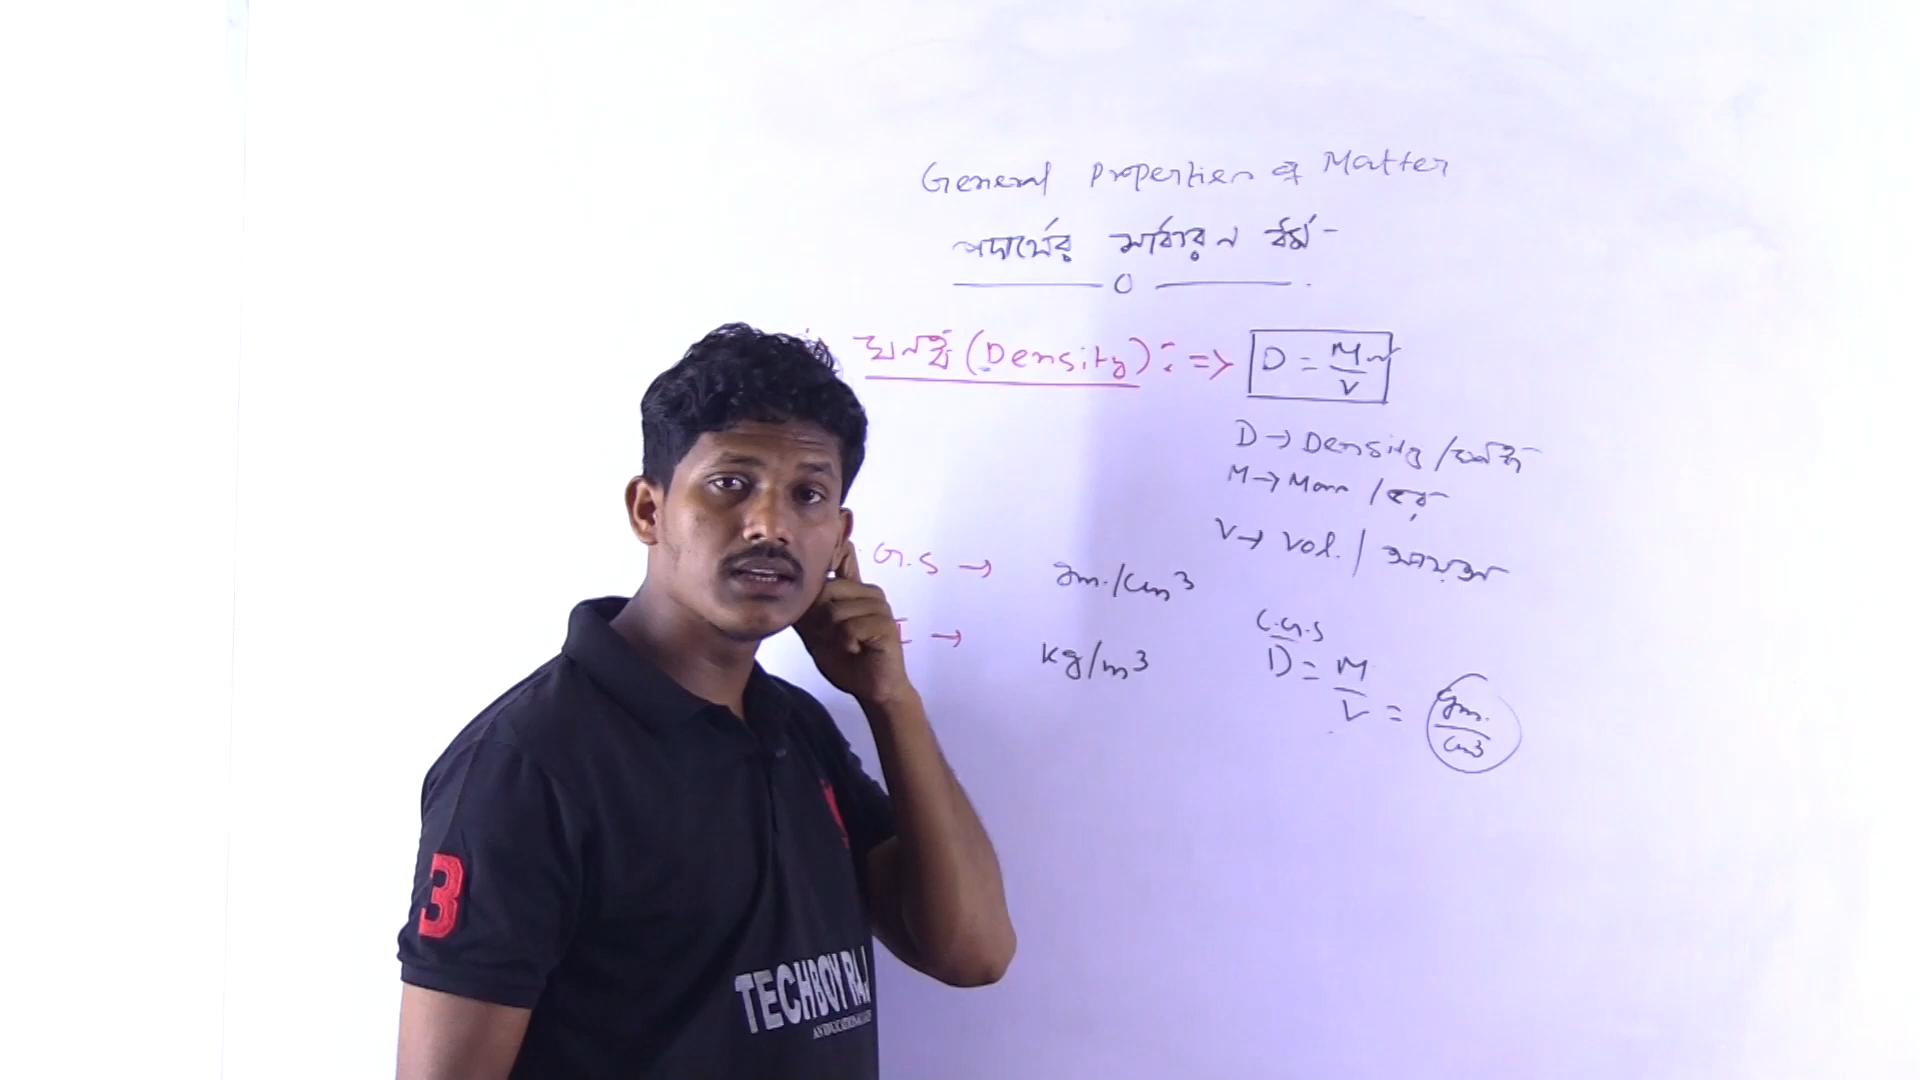 General Properties of Matter
পদার্থের সাধারন ধর্ম -
ঘনত্ব (Density) : => D = M/V
D → Density / ঘনত্ব
M → Mass / ভর
V → Vol. / আয়তন
.G.S → gm./cm3
I → kg/m3
C.G.S
D = M/V = gm./cm3
3
TECHBOY RAJ